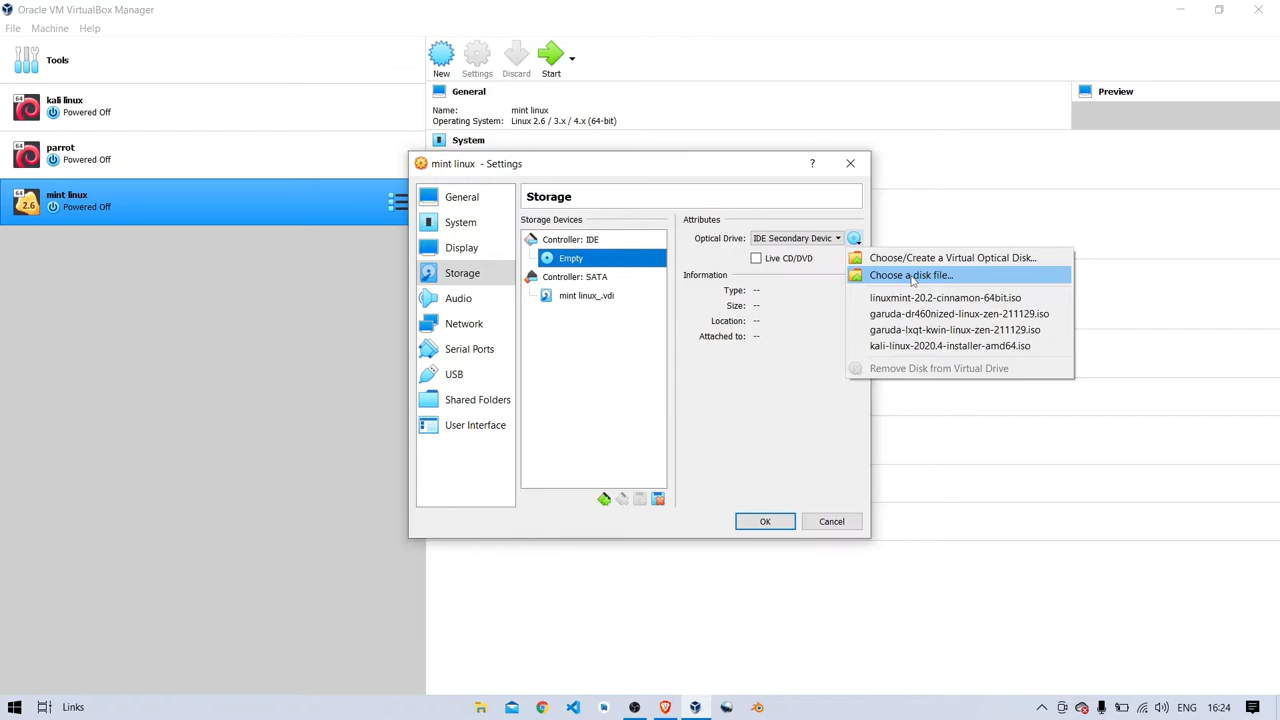 Oracle VM VirtualBox Manager
File Machine Help
Tools
New Settings Discard Start
64
kali linux
Powered Off
64
parrot
Powered Off
64
2.6
mint linux
Powered Off
General
Name: mint linux
Operating System: Linux 2.6 / 3.x / 4.x (64-bit)
System
Preview
mint linux - Settings
?
General
System
Display
Storage
Audio
Network
Serial Ports
USB
Shared Folders
User Interface
Storage
Storage Devices
Controller: IDE
Empty
Controller: SATA
mint linux_.vdi
Attributes
Optical Drive: IDE Secondary Devic
Live CD/DVD
Information
Type: --
Size: --
Location: --
Attached to: --
Choose/Create a Virtual Optical Disk...
Choose a disk file...
linuxmint-20.2-cinnamon-64bit.iso
garuda-dr460nized-linux-zen-211129.iso
garuda-lxqt-kwin-linux-zen-211129.iso
kali-linux-2020.4-installer-amd64.iso
Remove Disk from Virtual Drive
OK Cancel
Links
ENG 16:24